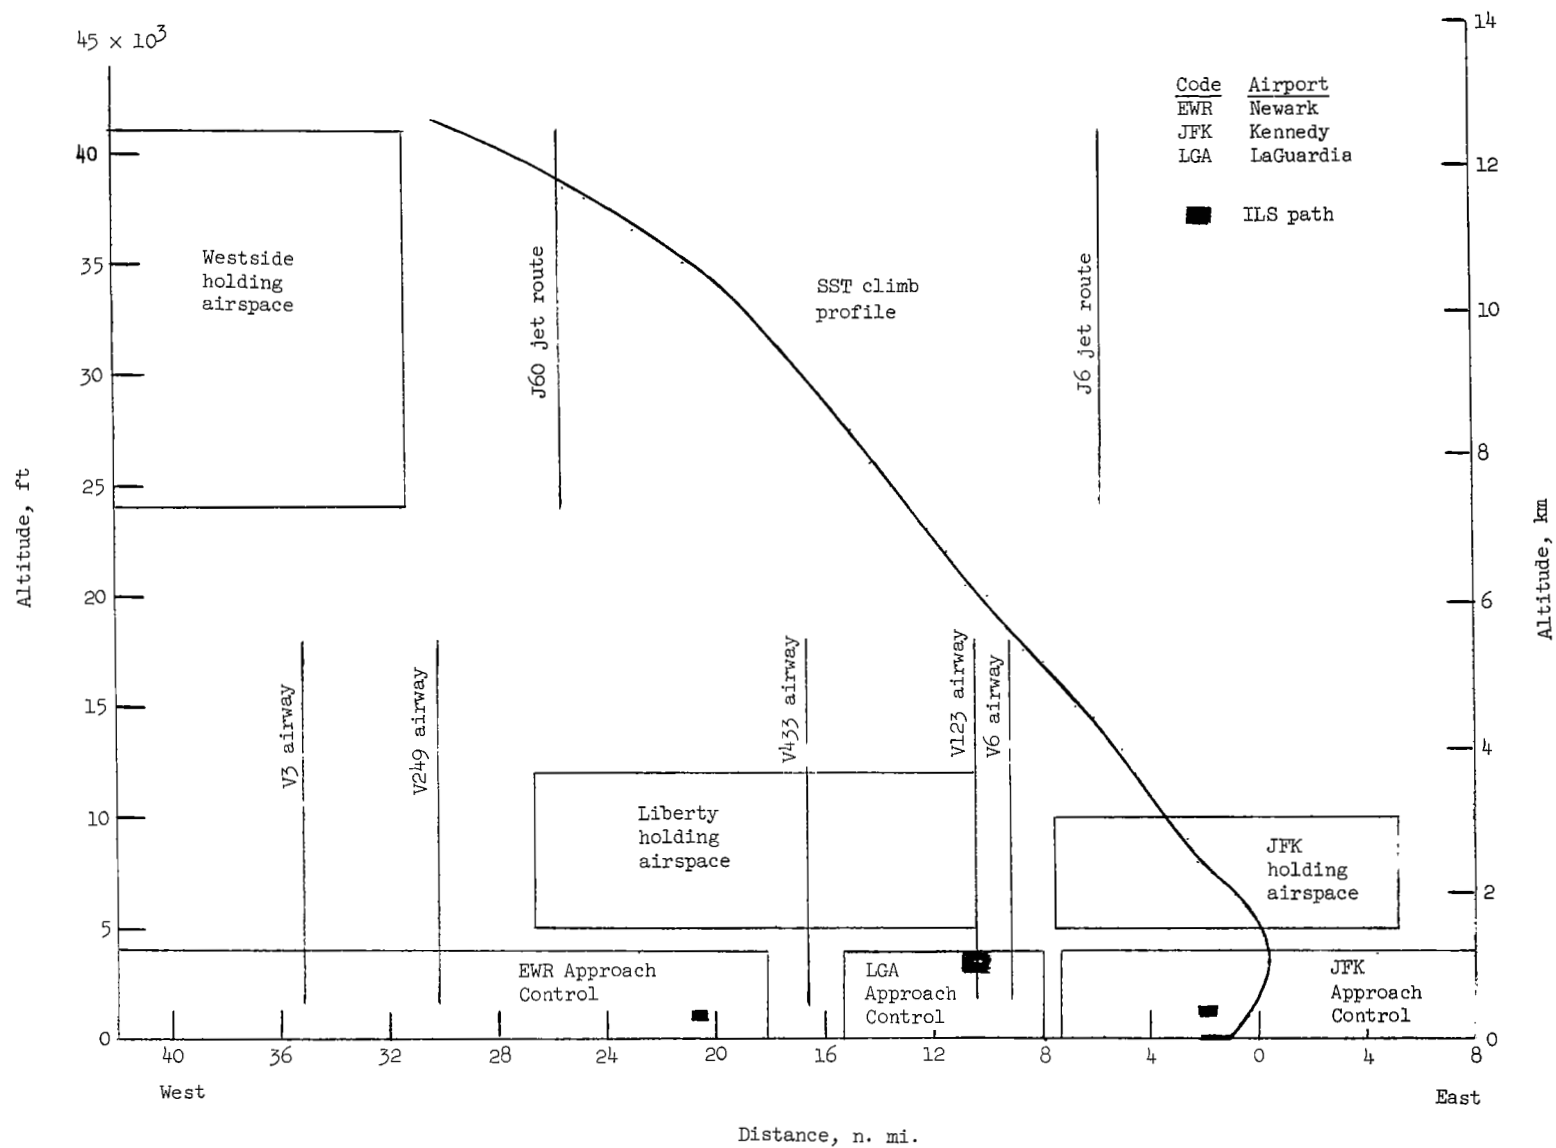 45 × 10³
14
Code Airport
EWR Newark
JFK Kennedy
LGA LaGuardia
40
12
ILS path
Westside
holding
airspace
35
J60 jet route
SST climb
profile
J6 jet route
10
30
8
25
Altitude, ft
Altitude, km
20
6
V3 airway
V249 airway
V433 airway
V123 airway
V6 airway
15
4
Liberty
holding
airspace
10
JFK
holding
airspace
2
5
EWR Approach
Control
LGA
Approach
Control
JFK
Approach
Control
0
0
40 36 32 28 24 20 16 12 8 4 0 4 8
West
East
Distance, n. mi.